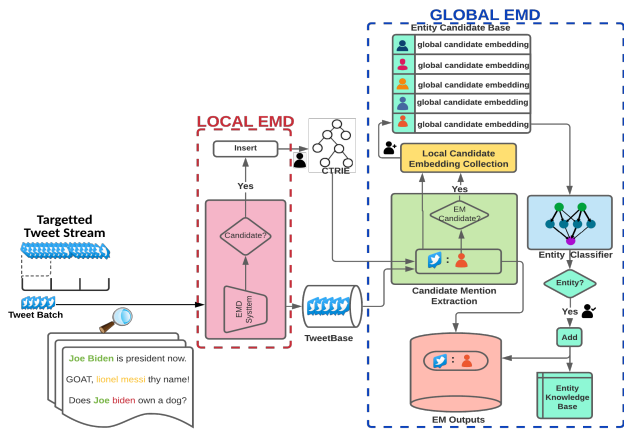 GLOBAL EMD
Entity Candidate Base
global candidate embedding
global candidate embedding
global candidate embedding
global candidate embedding
global candidate embedding
LOCAL EMD
Insert
CTRIE
Yes
Candidate?
EMD
Systtem
Local Candidate
Embedding Collection
Yes
EM
Candidate?
:
Candidate Mention
Extraction
Entity Classifier
Entity?
Yes
Add
Entity
Knowledge
Base
:
EM Outputs
TweetBase
Targetted
Tweet Stream
Tweet Batch
Joe Biden is president now.
GOAT, lionel messi thy name!
Does Joe biden own a dog?